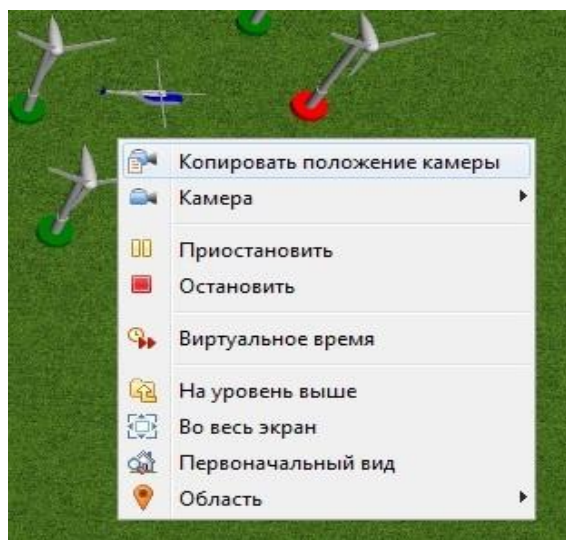 Копировать положение камеры
Камера
Приостановить
Остановить
Виртуальное время
На уровень выше
Во весь экран
Первоначальный вид
Область